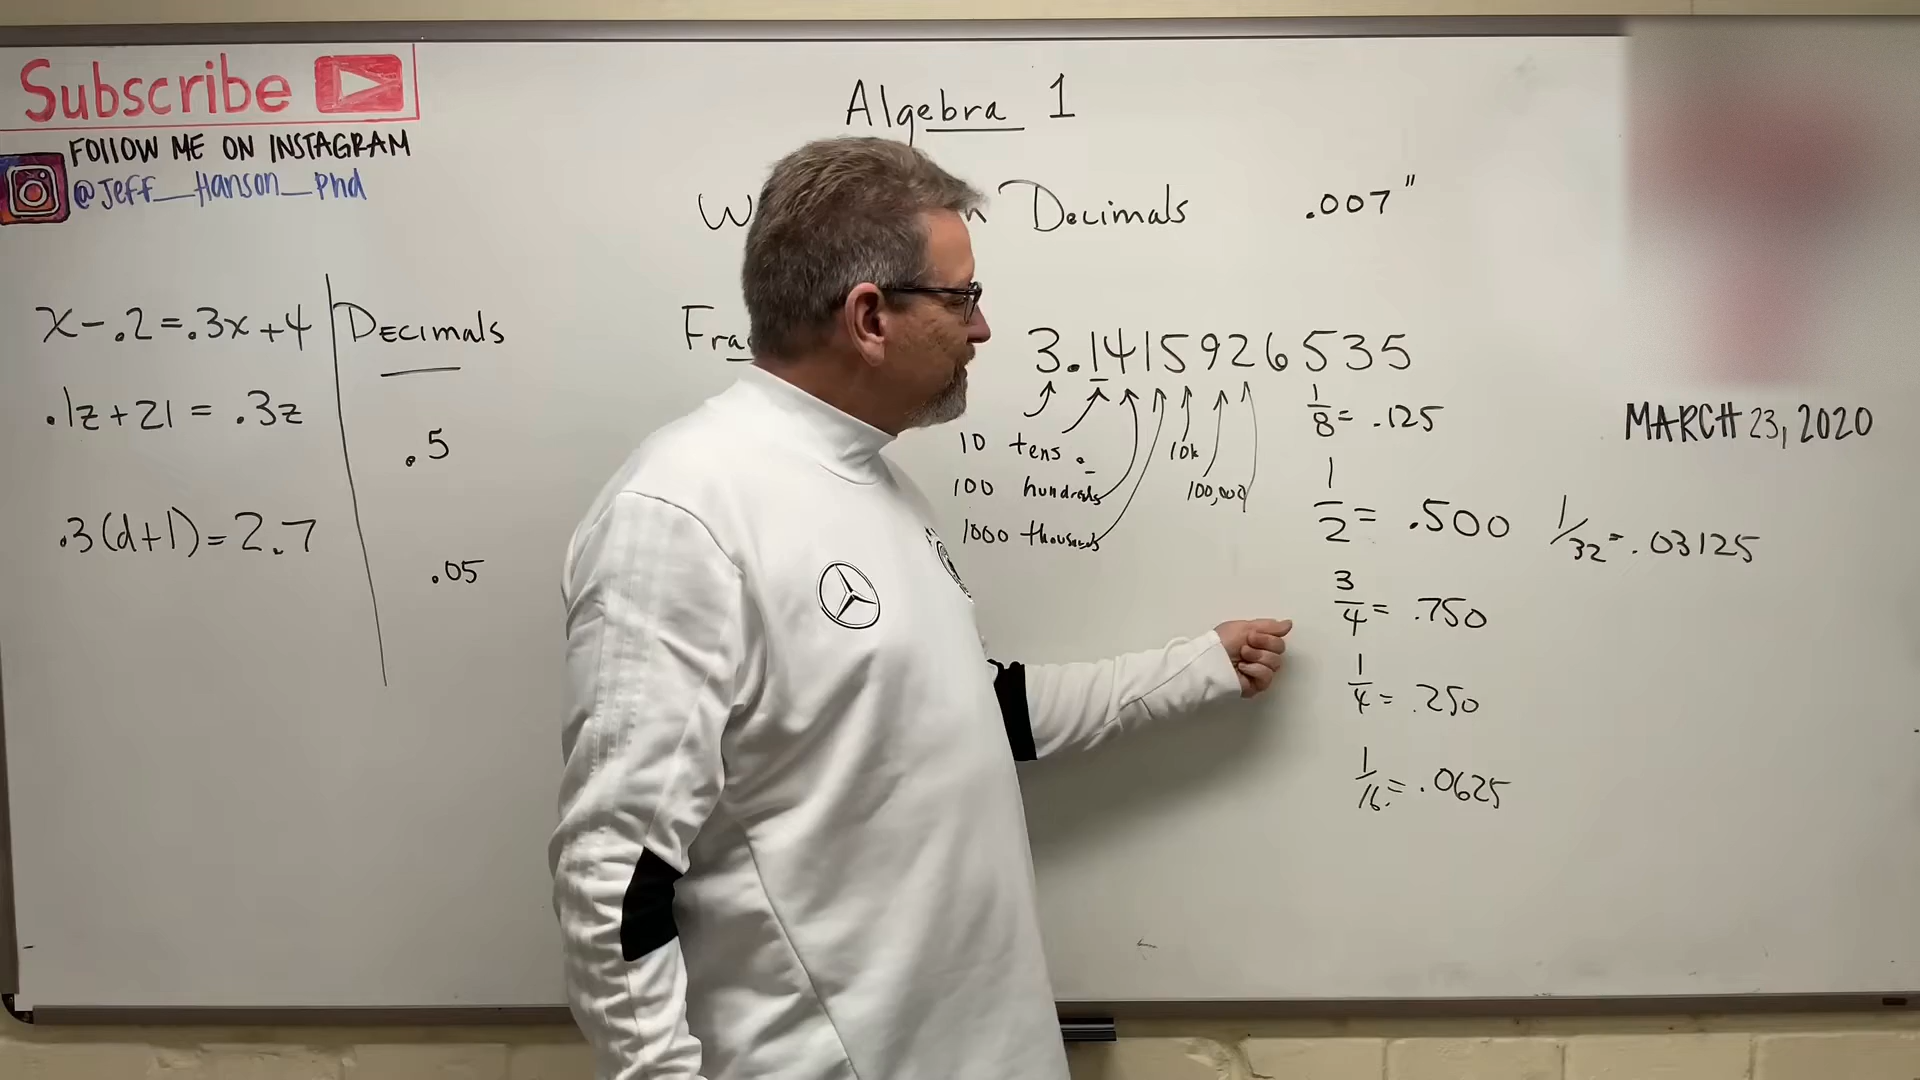 Subscribe
FOLLOW ME ON INSTAGRAM
@Jeff_Hanson_Phd
Algebra 1
Decimals
.007"
x-.2=.3x+4
.1z+21=.3z
.3(d+1)=2.7
Decimals
.5
.05
3.1415926535
10 tens .
100 hundreds
1000 thousands
10k
100,000
1/8=.125
1/2=.500
3/4=.750
1/4=.250
1/16=.0625
1/32=.03125
MARCH 23, 2020